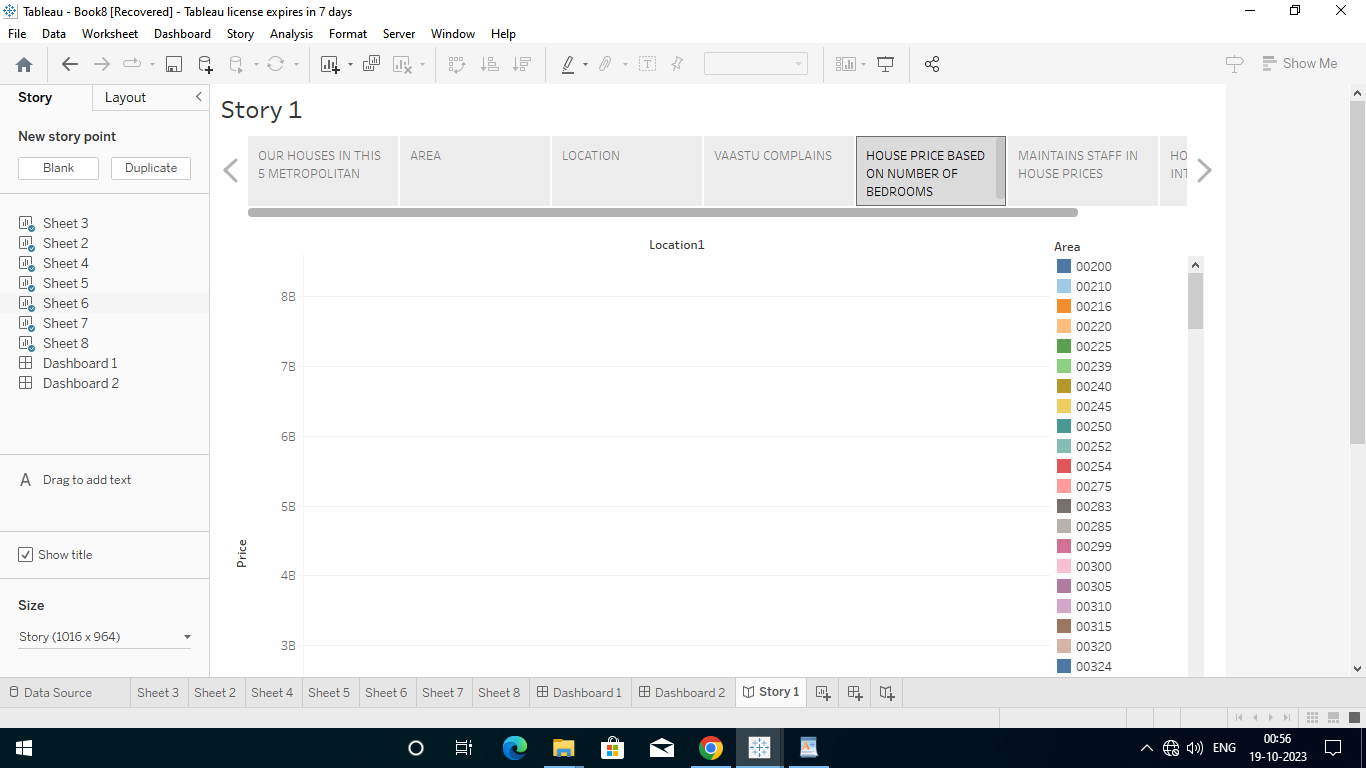 Tableau - Book8 [Recovered] - Tableau license expires in 7 days
File Data Worksheet Dashboard Story Analysis Format Server Window Help
Show Me
Story Layout
New story point
Blank Duplicate
Sheet 3
Sheet 2
Sheet 4
Sheet 5
Sheet 6
Sheet 7
Sheet 8
Dashboard 1
Dashboard 2
A Drag to add text
Show title
Size
Story (1016 x 964)
Story 1
OUR HOUSES IN THIS
5 METROPOLITAN
AREA
LOCATION
VAASTU COMPLAINS
HOUSE PRICE BASED
ON NUMBER OF
BEDROOMS
MAINTAINS STAFF IN
HOUSE PRICES
HO
INT
Location1
8B
7B
6B
5B
4B
3B
Price
Area
00200
00210
00216
00220
00225
00239
00240
00245
00250
00252
00254
00275
00283
00285
00299
00300
00305
00310
00315
00320
00324
Data Source Sheet 3 Sheet 2 Sheet 4 Sheet 5 Sheet 6 Sheet 7 Sheet 8 Dashboard 1 Dashboard 2 Story 1
ENG
00:56
19-10-2023